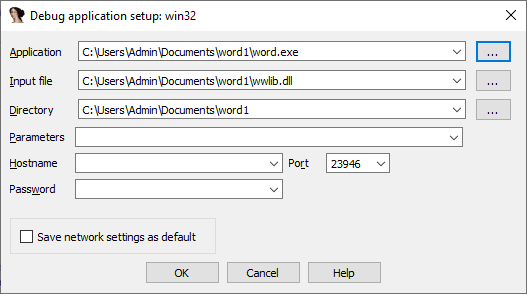 Debug application setup: win32
Application C:\Users\Admin\Documents\word1\word.exe ...
Input file C:\Users\Admin\Documents\word1\wwlib.dll ...
Directory C:\Users\Admin\Documents\word1 ...
Parameters
Hostname Port 23946
Password
Save network settings as default
OK Cancel Help